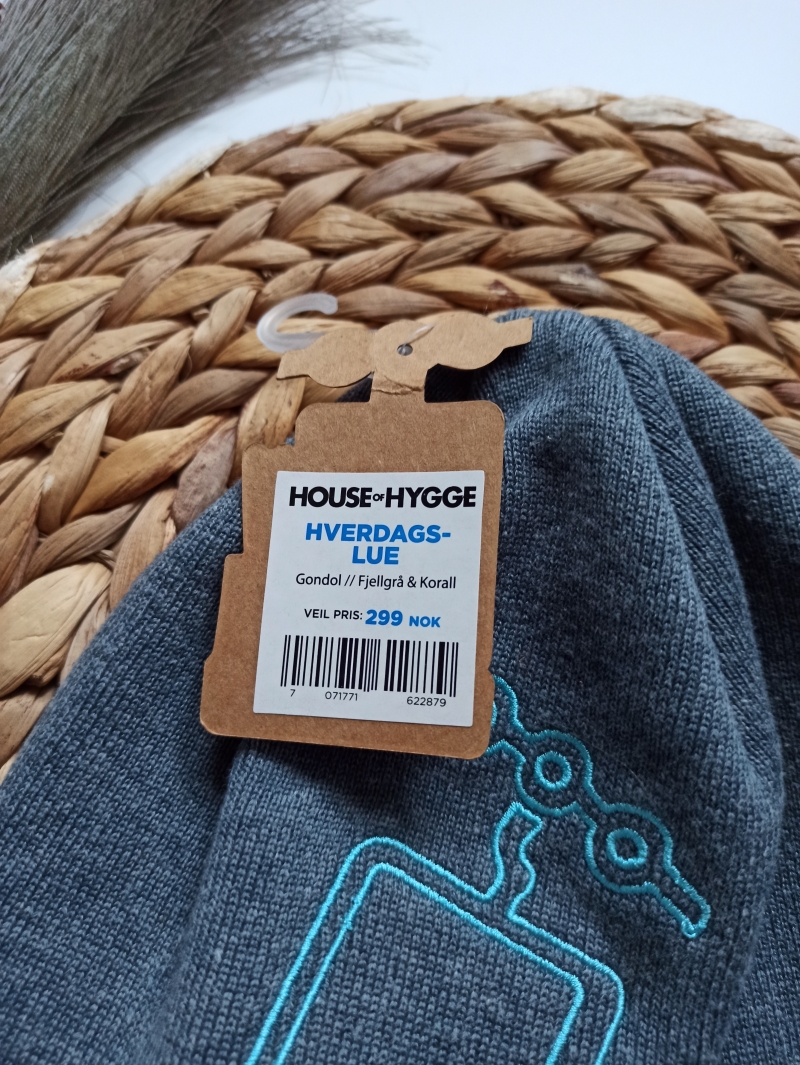 HOUSE OF HYGGE
HVERDAGS-
LUE
Gondol // Fjellgrå & Korall
VEIL PRIS: 299 NOK
7 071771 622879